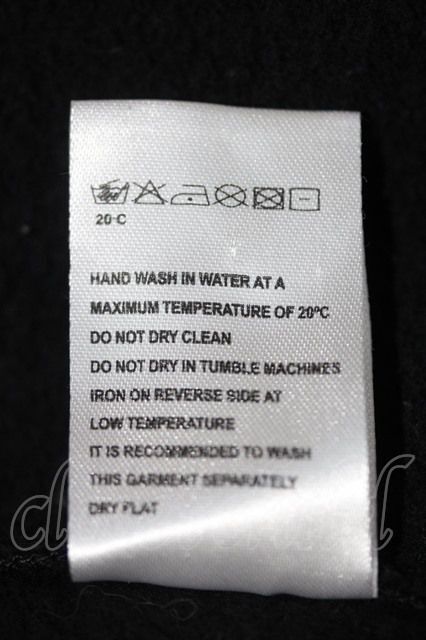 20 C
HAND WASH IN WATER AT A
MAXIMUM TEMPERATURE OF 20ºC
DO NOT DRY CLEAN
DO NOT DRY IN TUMBLE MACHINES
IRON ON REVERSE SIDE AT
LOW TEMPERATURE
IT IS RECOMMENDED TO WASH
THIS GARMENT SEPARATELY
DRY FLAT